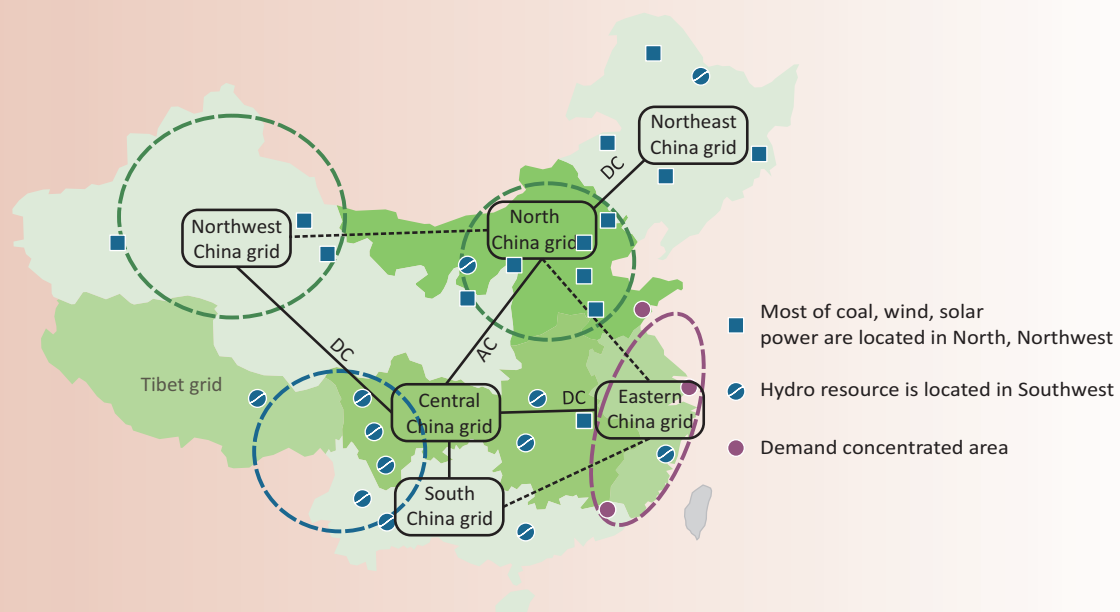 Northeast
China grid
DC
North
China grid
Northwest
China grid
Most of coal, wind, solar
power are located in North, Northwest
DC
AC
Tibet grid
Hydro resource is located in Southwest
Central
China grid
DC
Eastern
China grid
Demand concentrated area
South
China grid